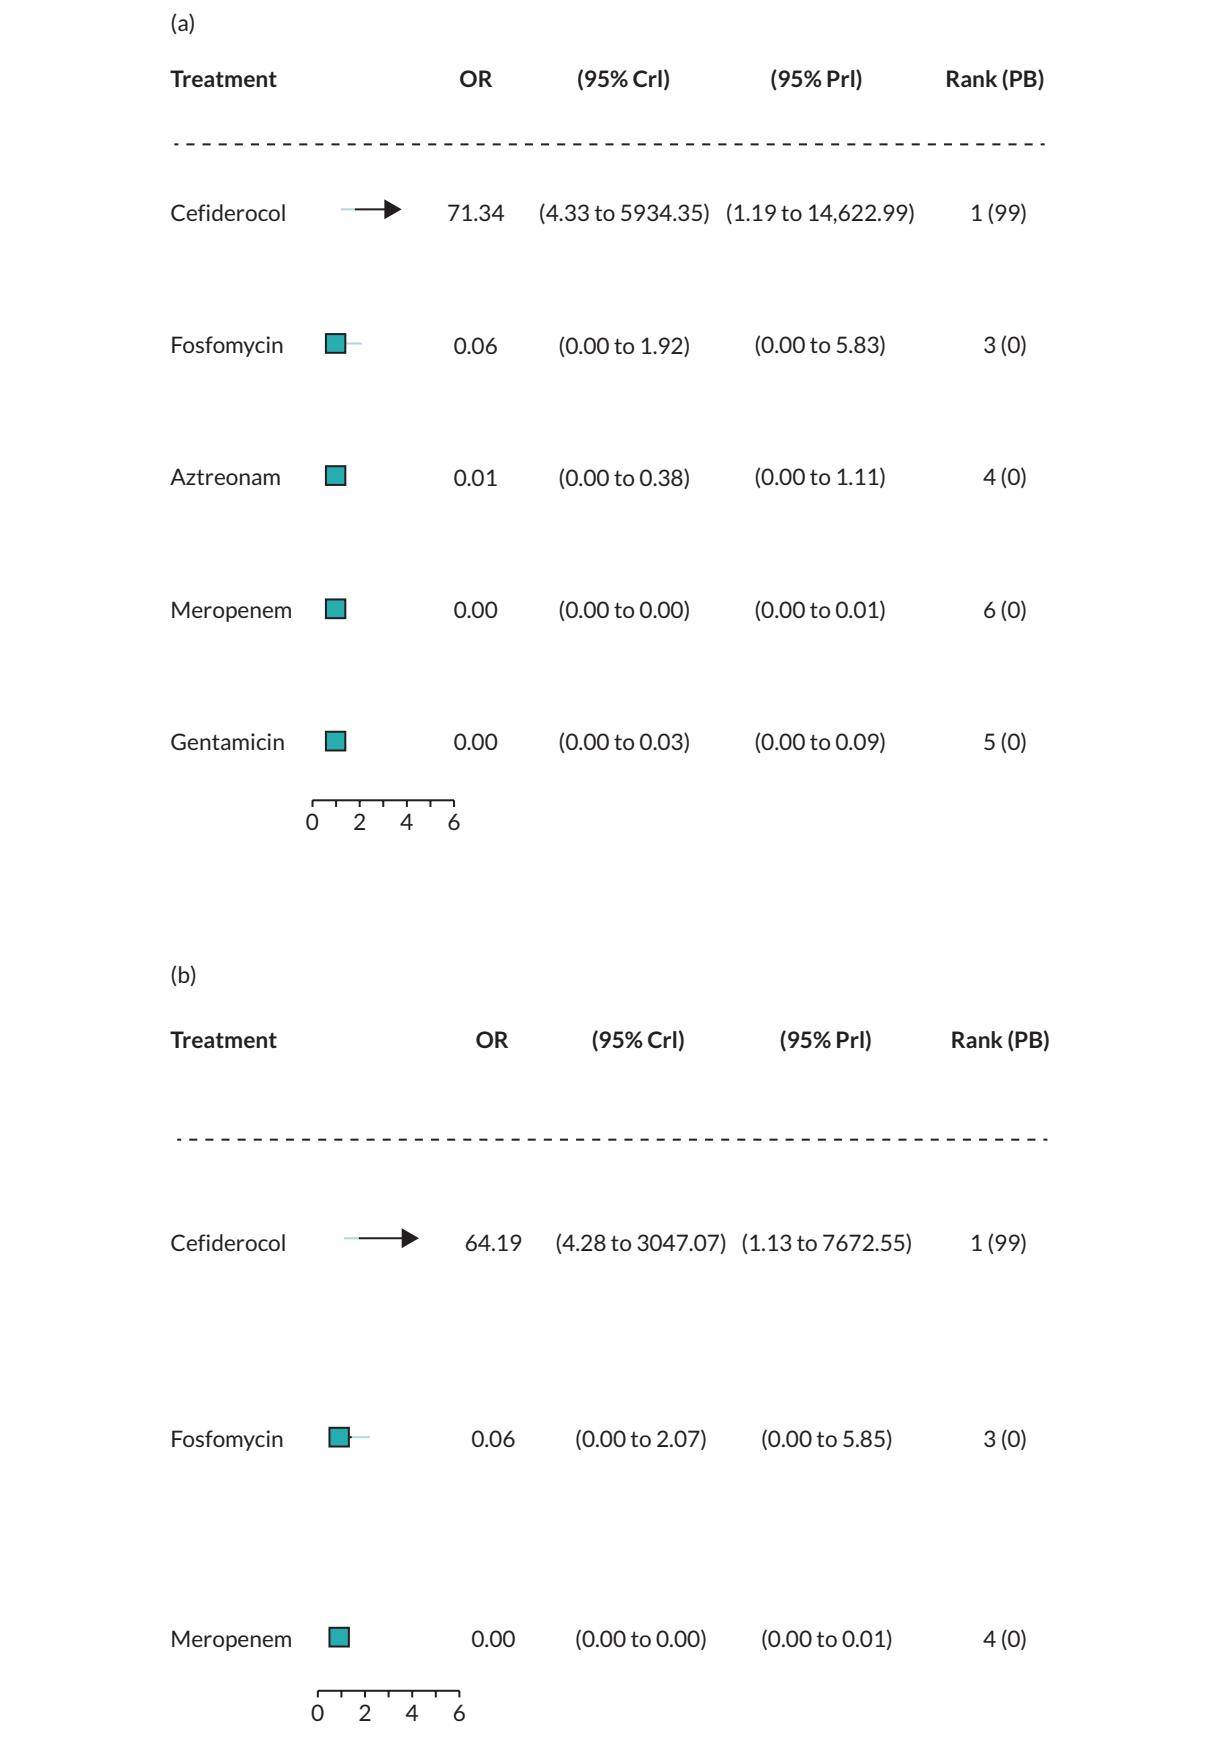 (a)
Treatment OR (95% CrI) (95% PrI) Rank (PB)
Cefiderocol 71.34 (4.33 to 5934.35) (1.19 to 14,622.99) 1 (99)
Fosfomycin 0.06 (0.00 to 1.92) (0.00 to 5.83) 3 (0)
Aztreonam 0.01 (0.00 to 0.38) (0.00 to 1.11) 4 (0)
Meropenem 0.00 (0.00 to 0.00) (0.00 to 0.01) 6 (0)
Gentamicin 0.00 (0.00 to 0.03) (0.00 to 0.09) 5 (0)
0 2 4 6
(b)
Treatment OR (95% CrI) (95% PrI) Rank (PB)
Cefiderocol 64.19 (4.28 to 3047.07) (1.13 to 7672.55) 1 (99)
Fosfomycin 0.06 (0.00 to 2.07) (0.00 to 5.85) 3 (0)
Meropenem 0.00 (0.00 to 0.00) (0.00 to 0.01) 4 (0)
0 2 4 6